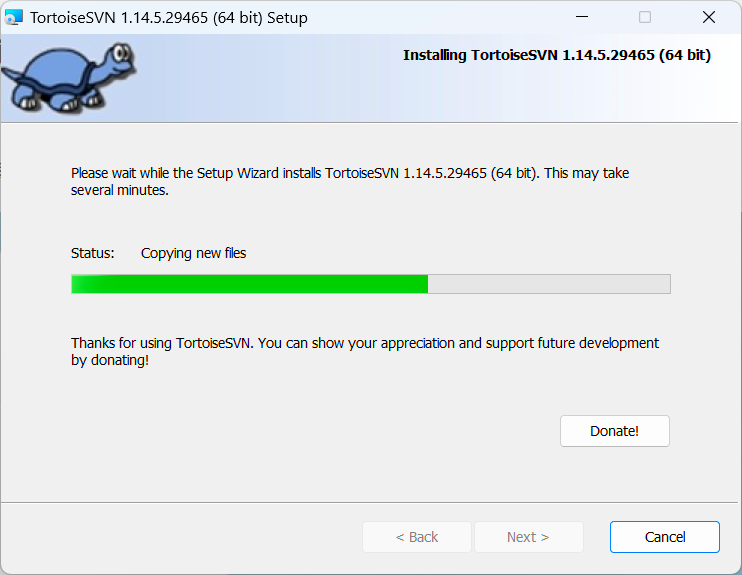 TortoiseSVN 1.14.5.29465 (64 bit) Setup
Installing TortoiseSVN 1.14.5.29465 (64 bit)
Please wait while the Setup Wizard installs TortoiseSVN 1.14.5.29465 (64 bit). This may take
several minutes.
Status: Copying new files
Thanks for using TortoiseSVN. You can show your appreciation and support future development
by donating!
Donate!
< Back Next > Cancel